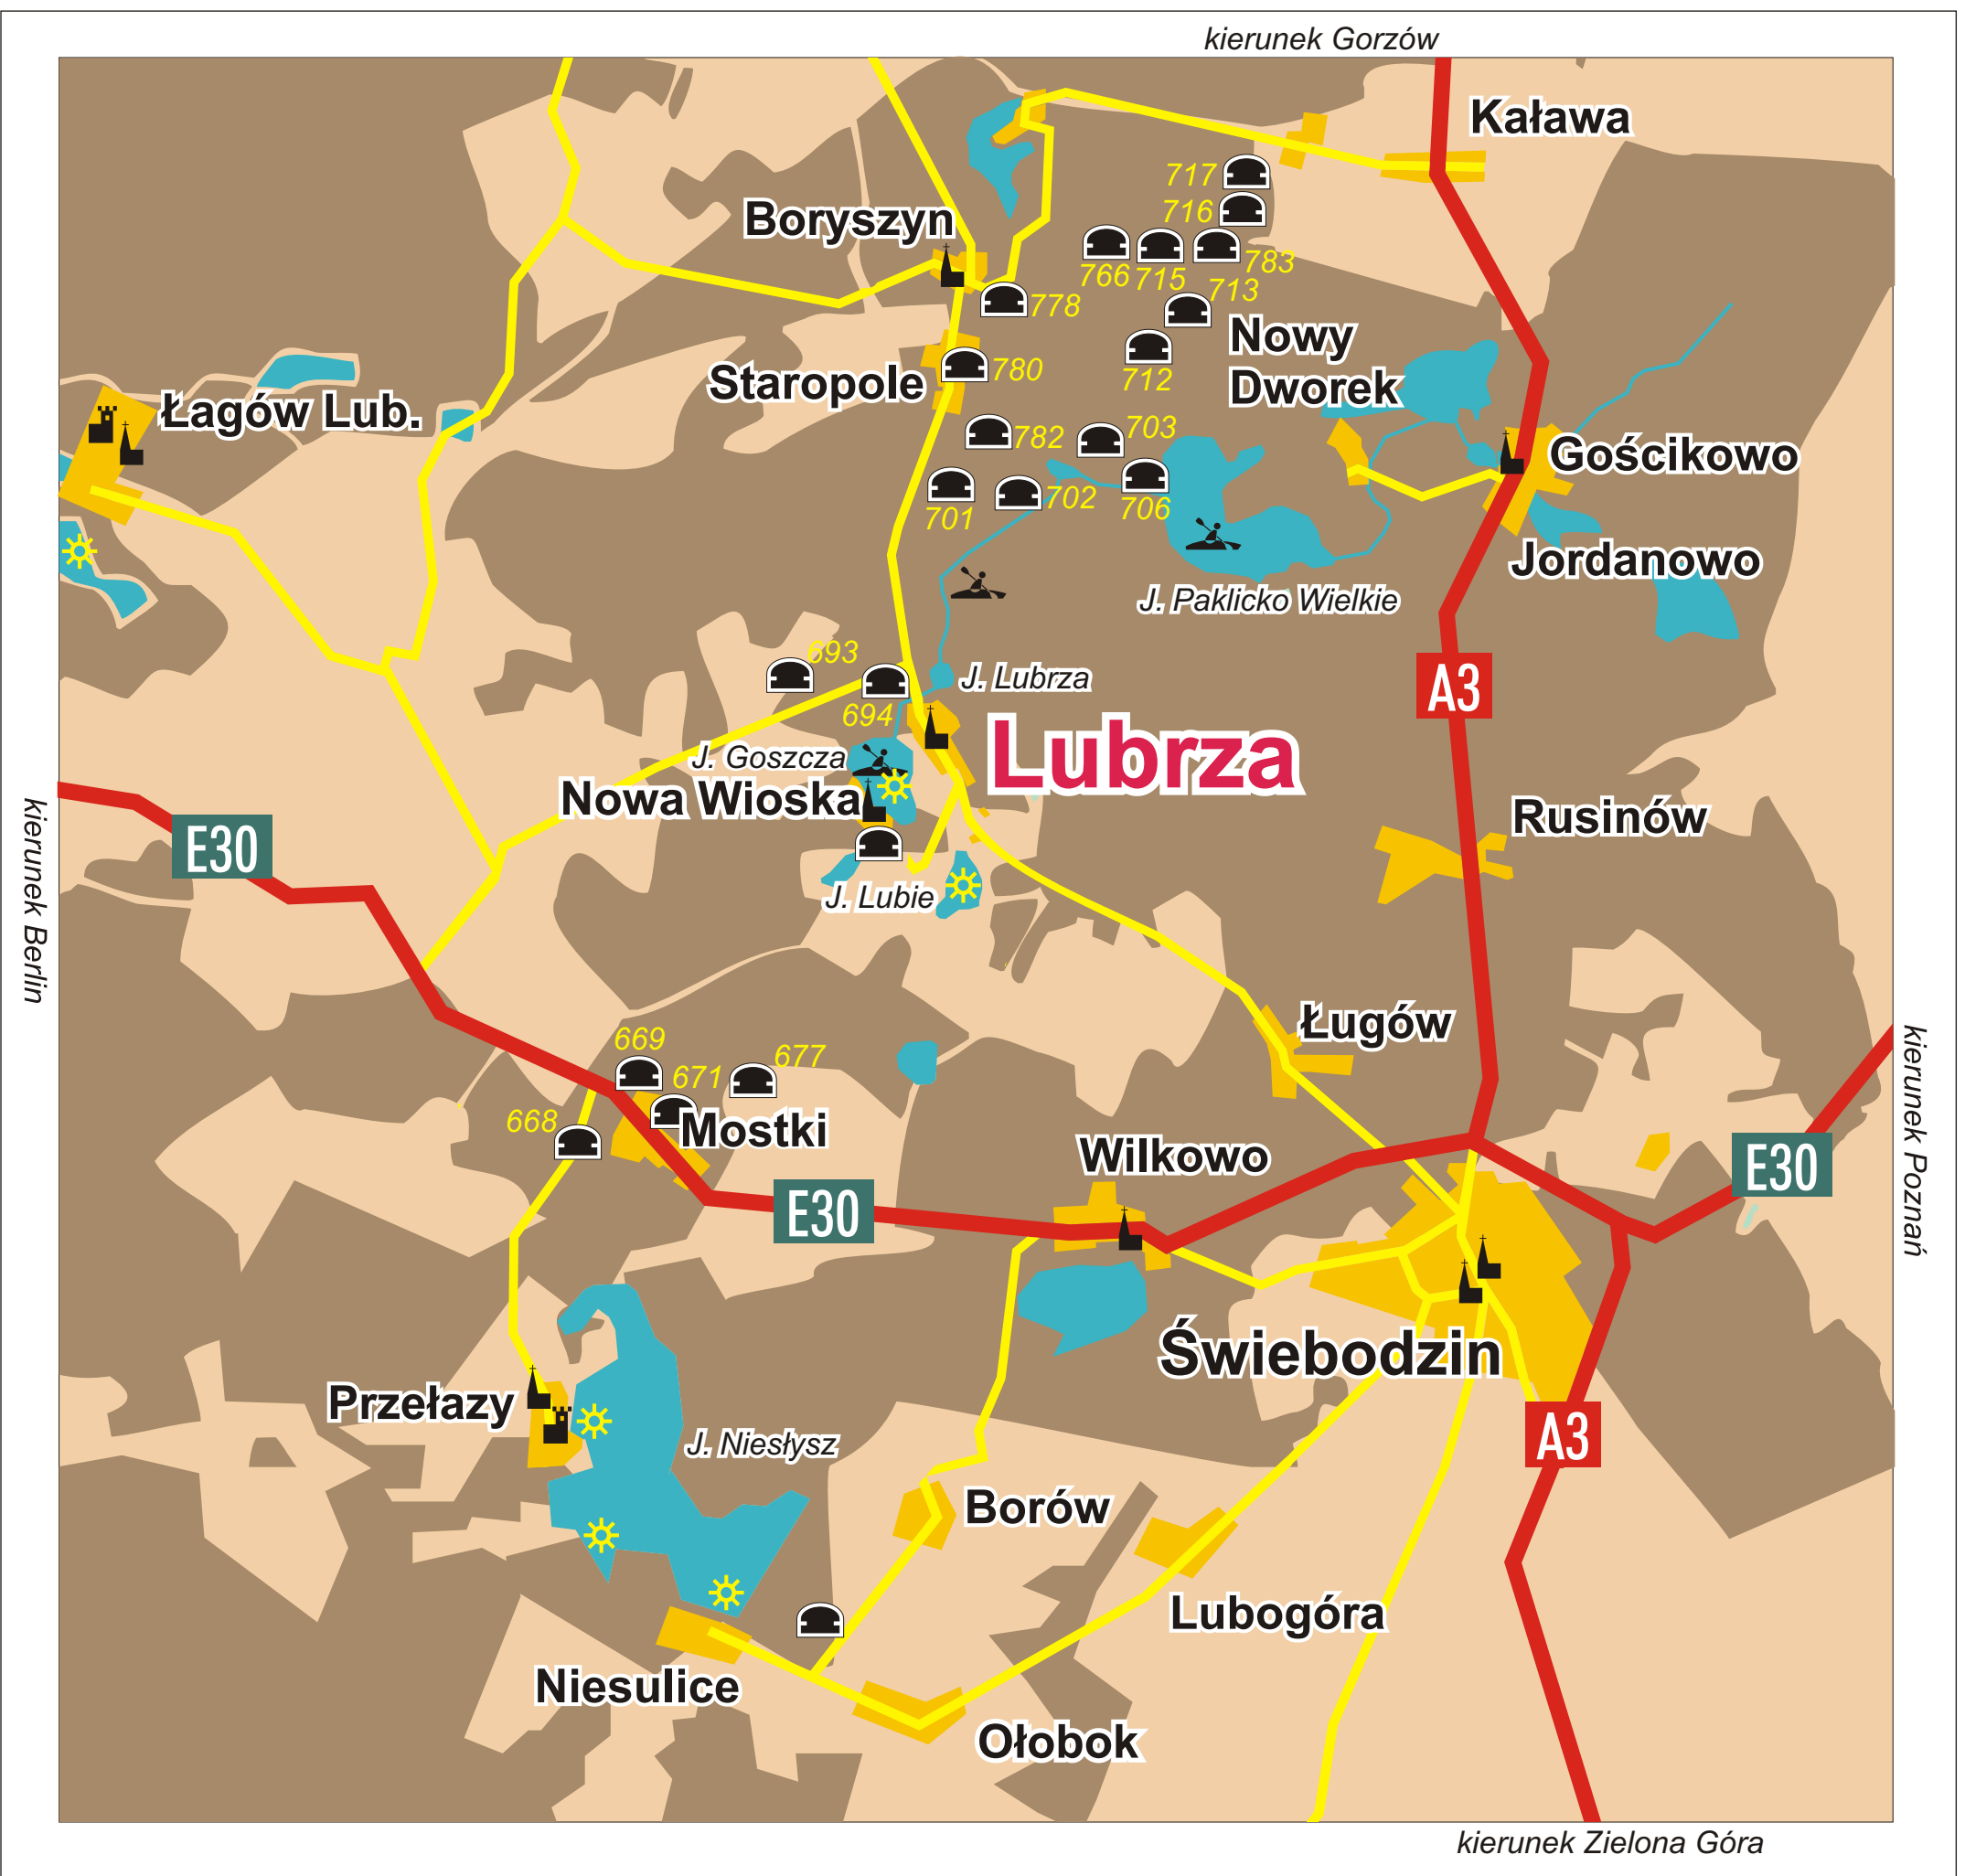 kierunek Gorzów
Kaława
717
716
Boryszyn
766
715
783
713
778
Nowy
Dworek
712
780
Staropole
Łagów Lub.
782
703
Gościkowo
701
702
706
Jordanowo
J. Paklicko Wielkie
693
J. Lubrza
694
A3
Lubrza
J. Goszcza
Nowa Wioska
kierunek Berlin
E30
Rusinów
J. Lubie
Ługów
669
677
671
668
Mostki
Wilkowo
kierunek Poznań
E30
E30
Świebodzin
Przełazy
J. Niesłysz
A3
Borów
Lubogóra
Niesulice
Ołobok
kierunek Zielona Góra